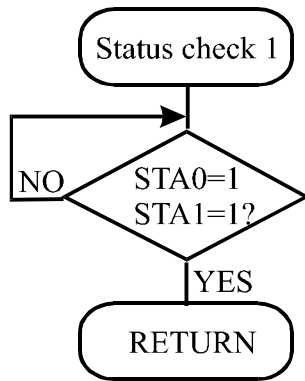 Status check 1
NO
STA0=1
STA1=1?
YES
RETURN